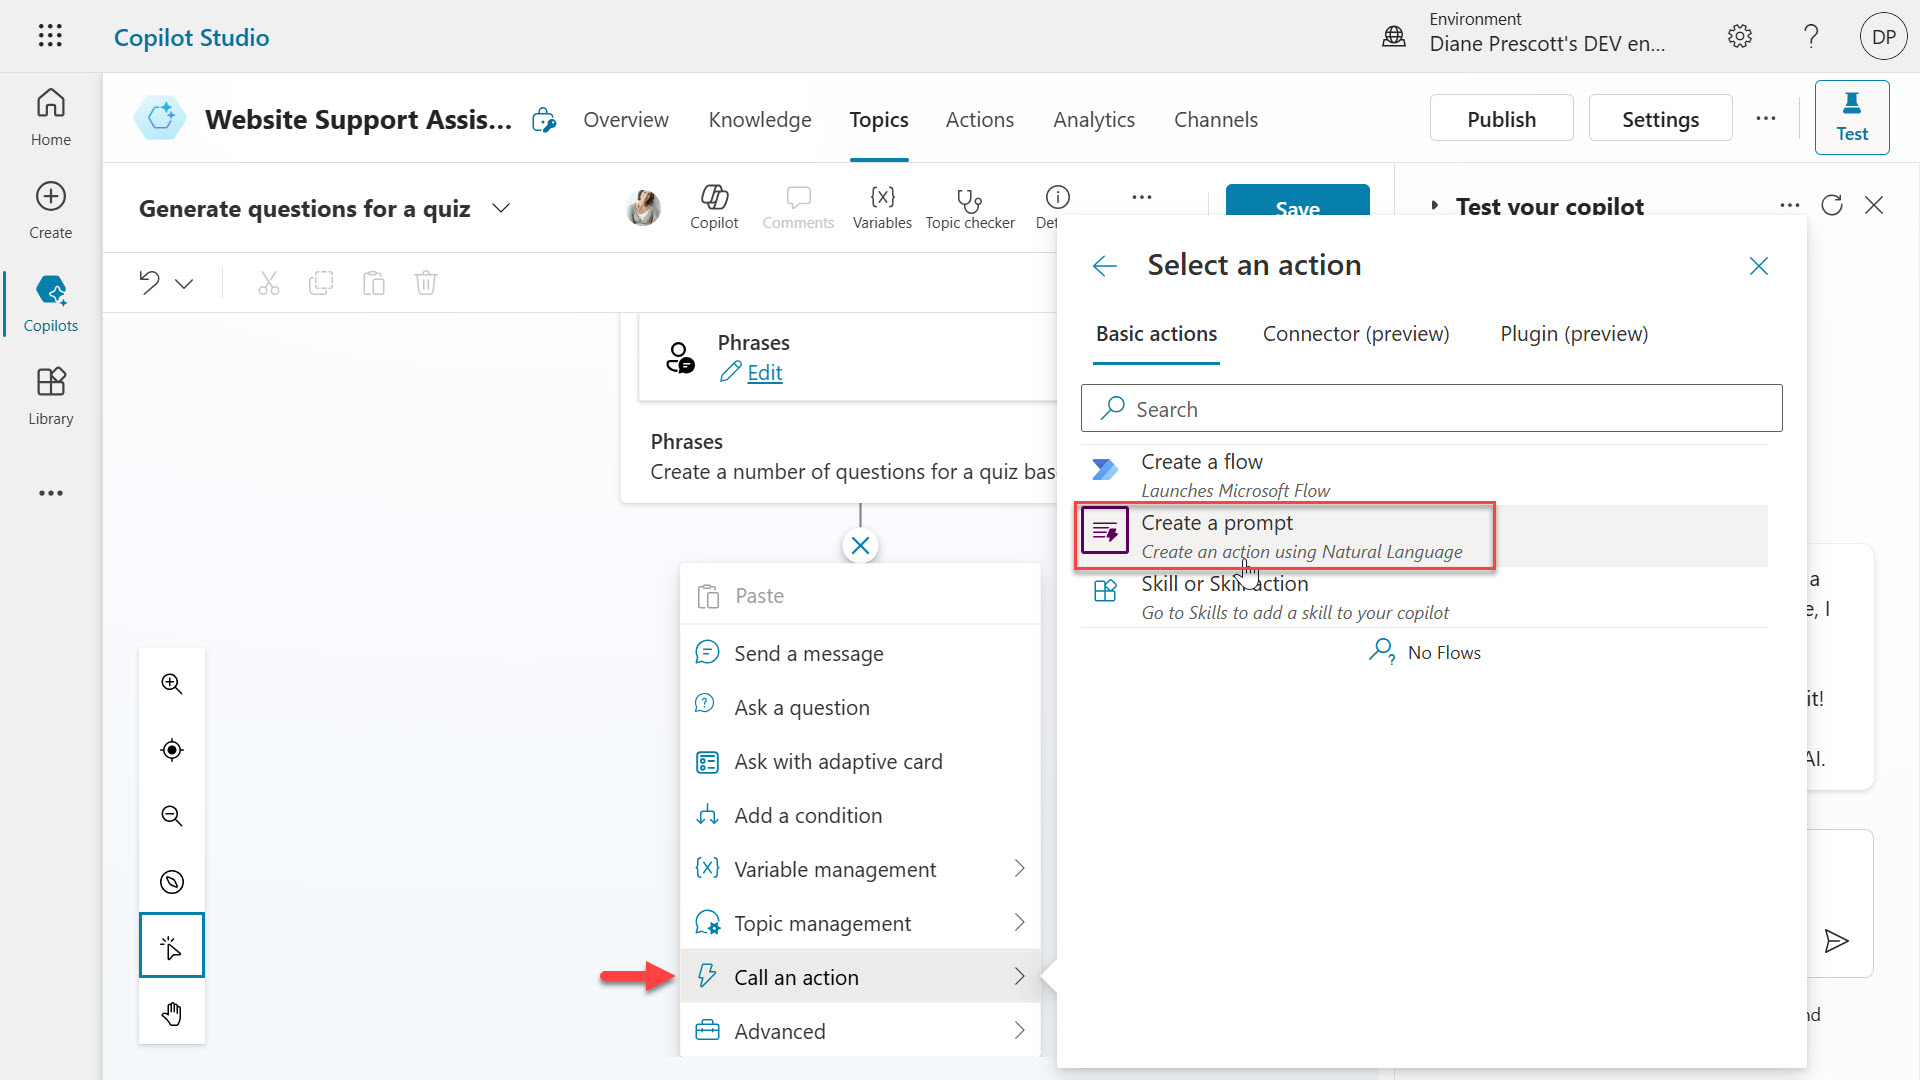 Copilot Studio
Environment
Diane Prescott's DEV en...
DP
Home
Create
Copilots
Library
Website Support Assis...
Overview
Knowledge
Topics
Actions
Analytics
Channels
Publish
Settings
Test
Generate questions for a quiz
Copilot
Comments
Variables
Topic checker
Det
Save
Test your copilot
Phrases
Edit
Phrases
Create a number of questions for a quiz bas
Paste
Send a message
Ask a question
Ask with adaptive card
Add a condition
Variable management
Topic management
Call an action
Advanced
Select an action
Basic actions
Connector (preview)
Plugin (preview)
Search
Create a flow
Launches Microsoft Flow
Create a prompt
Create an action using Natural Language
Skill or Skill action
Go to Skills to add a skill to your copilot
No Flows
a
e, I
it!
AI.
nd